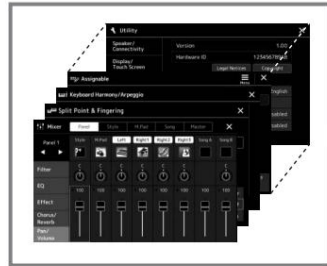 Utility
Speaker/
Connectivity
Version 1.00
Hardware ID
Display/
Touch Screen
Legal Notices Copyright
Assignable
Menu
English
Keyboard Harmony/Arpeggio
Split Point & Fingering
Mixer Panel Style M.Pad Song Master
Panel 1
Style M.Pad Left Right1 Right2 Right3 Song A
Filter
C C C C C C C C
EQ
100 100 100 100 100 100 100 100
Effect
Chorus/
Reverb
Pan/
Volume